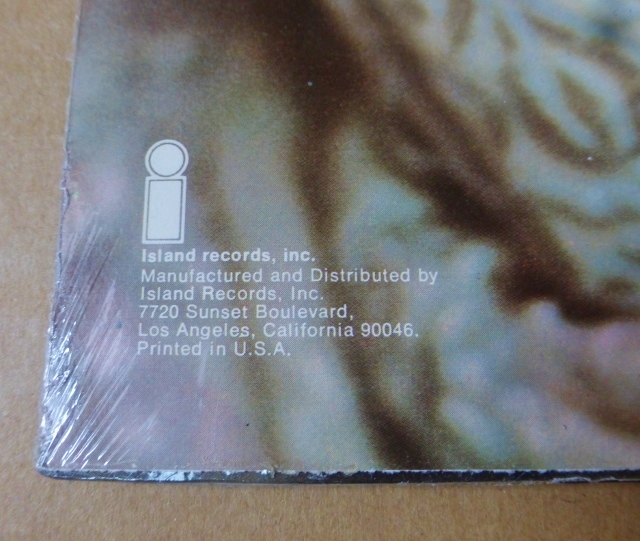 Island records, inc.
Manufactured and Distributed by
Island Records, Inc.
7720 Sunset Boulevard,
Los Angeles, California 90046.
Printed in U.S.A.